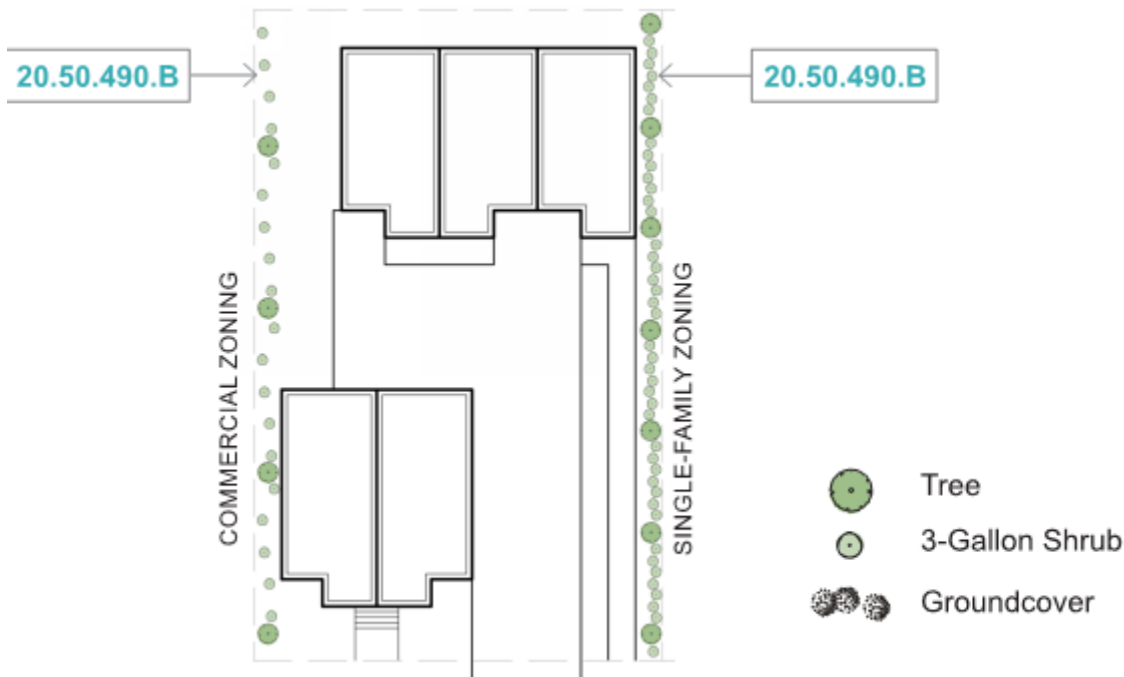 20.50.490.B
20.50.490.B
COMMERCIAL ZONING
SINGLE-FAMILY ZONING
Tree
3-Gallon Shrub
Groundcover